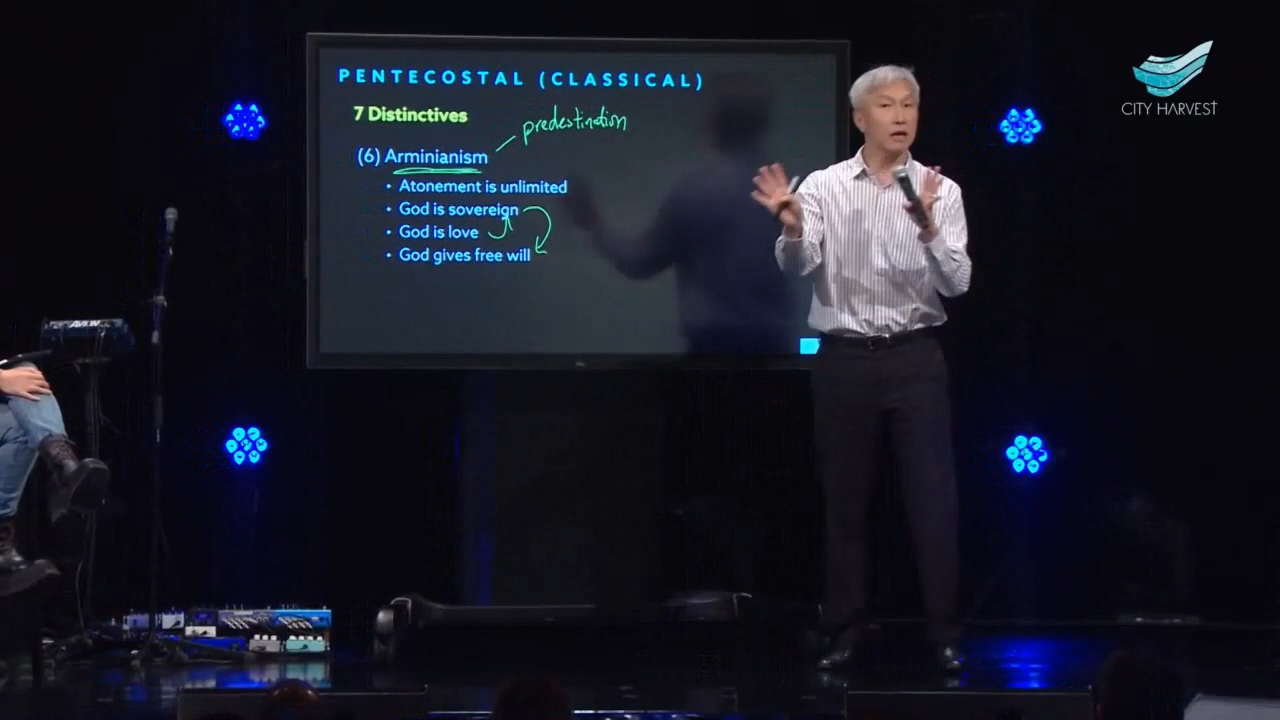 PENTECOSTAL (CLASSICAL)
7 Distinctives
predestination
(6) Arminianism
• Atonement is unlimited
• God is sovereign
• God is love
• God gives free will
CITY HARVEST